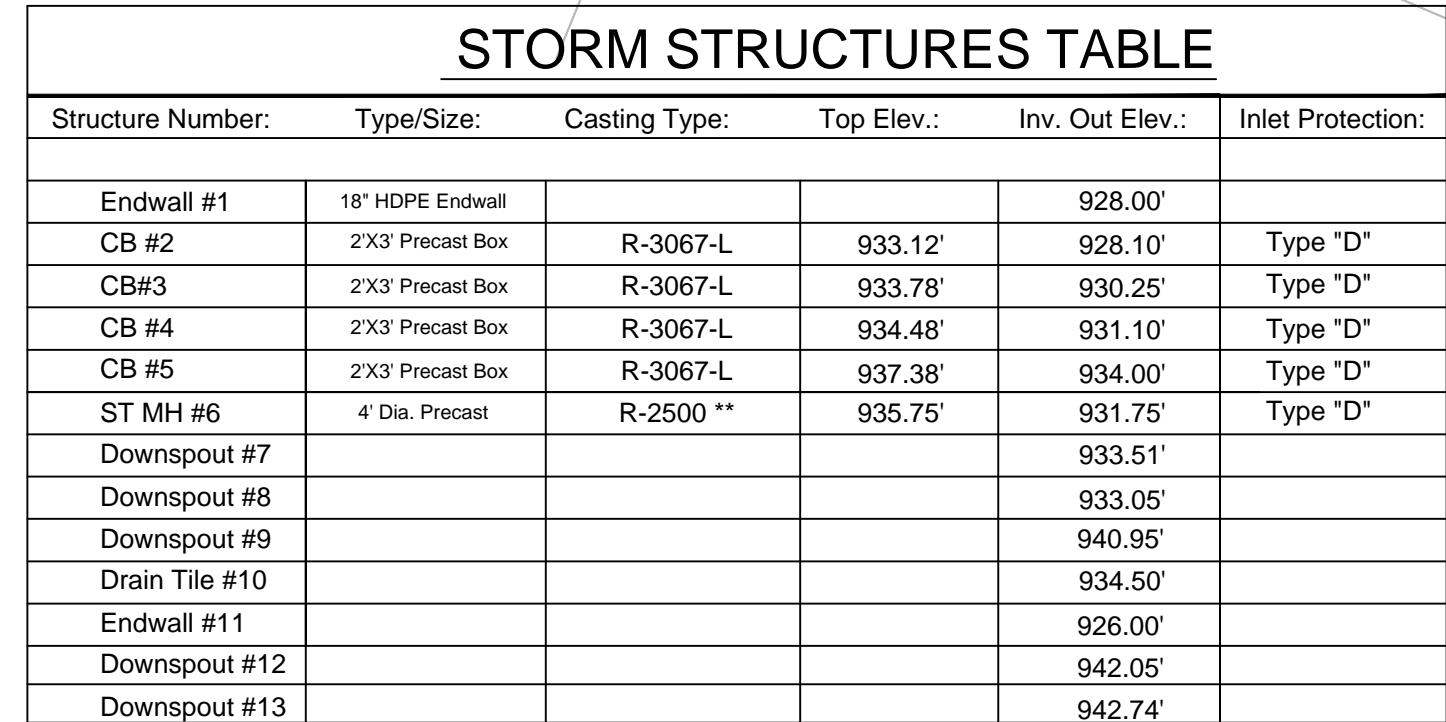 STORM STRUCTURES TABLE
Structure Number: Type/Size: Casting Type: Top Elev.: Inv. Out Elev.: Inlet Protection:
Endwall #1 18" HDPE Endwall 928.00'
CB #2 2'X3' Precast Box R-3067-L 933.12' 928.10' Type "D"
CB#3 2'X3' Precast Box R-3067-L 933.78' 930.25' Type "D"
CB #4 2'X3' Precast Box R-3067-L 934.48' 931.10' Type "D"
CB #5 2'X3' Precast Box R-3067-L 937.38' 934.00' Type "D"
ST MH #6 4' Dia. Precast R-2500 ** 935.75' 931.75' Type "D"
Downspout #7 933.51'
Downspout #8 933.05'
Downspout #9 940.95'
Drain Tile #10 934.50'
Endwall #11 926.00'
Downspout #12 942.05'
Downspout #13 942.74'